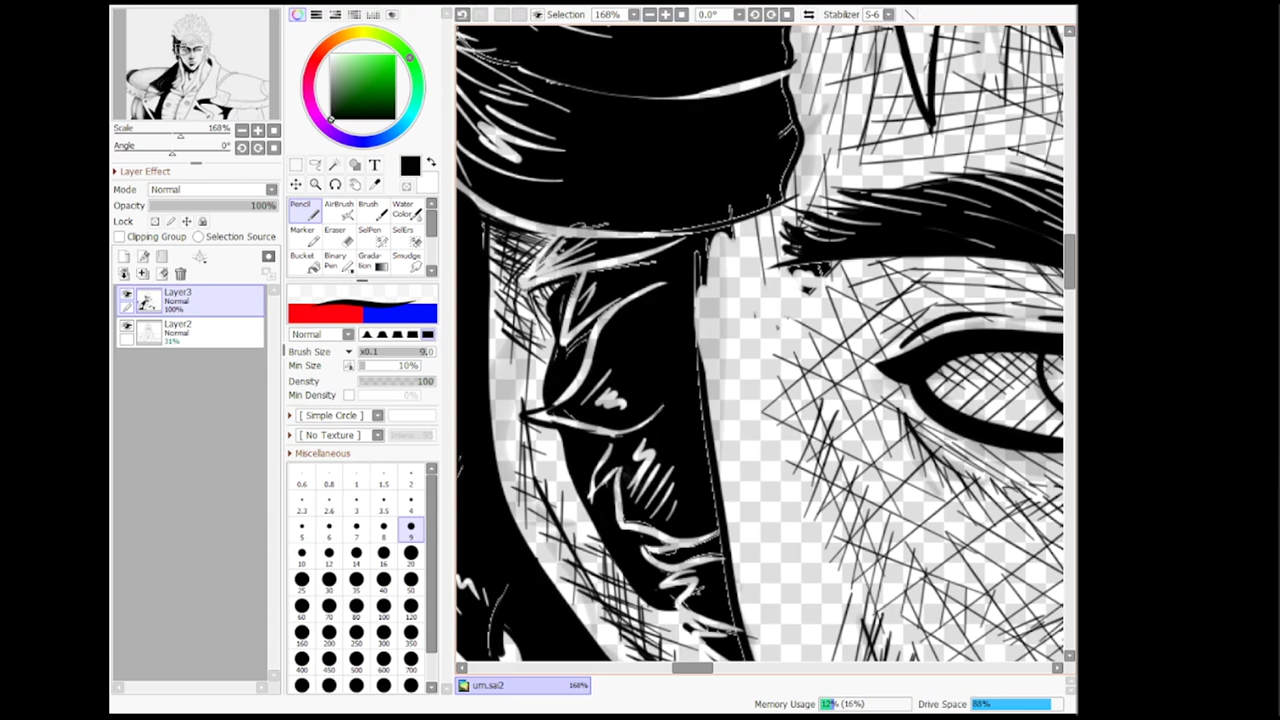 Selection 168% 0.0° Stabilizer S-6
Scale 168%
Angle 0°
Layer Effect
Mode Normal
Opacity 100%
Lock
Clipping Group Selection Source
Layer3
Normal
100%
Layer2
Normal
31%
T
Pencil AirBrush Brush Water Color
Marker Eraser SelPen SelErs
Bucket Binary Pen Grada-tion Smudge
Normal
Brush Size x0.1 9.0
Min Size 10%
Density 100
Min Density 0%
[ Simple Circle ]
[ No Texture ] 95
Miscellaneous
0.6 0.8 1 1.5 2
2.3 2.6 3 3.5 4
5 6 7 8 9
10 12 14 16 20
25 30 35 40 50
60 70 80 100 120
160 200 250 300 350
400 450 500 600 700
um.sai2 168%
Memory Usage 12% (16%) Drive Space 88%